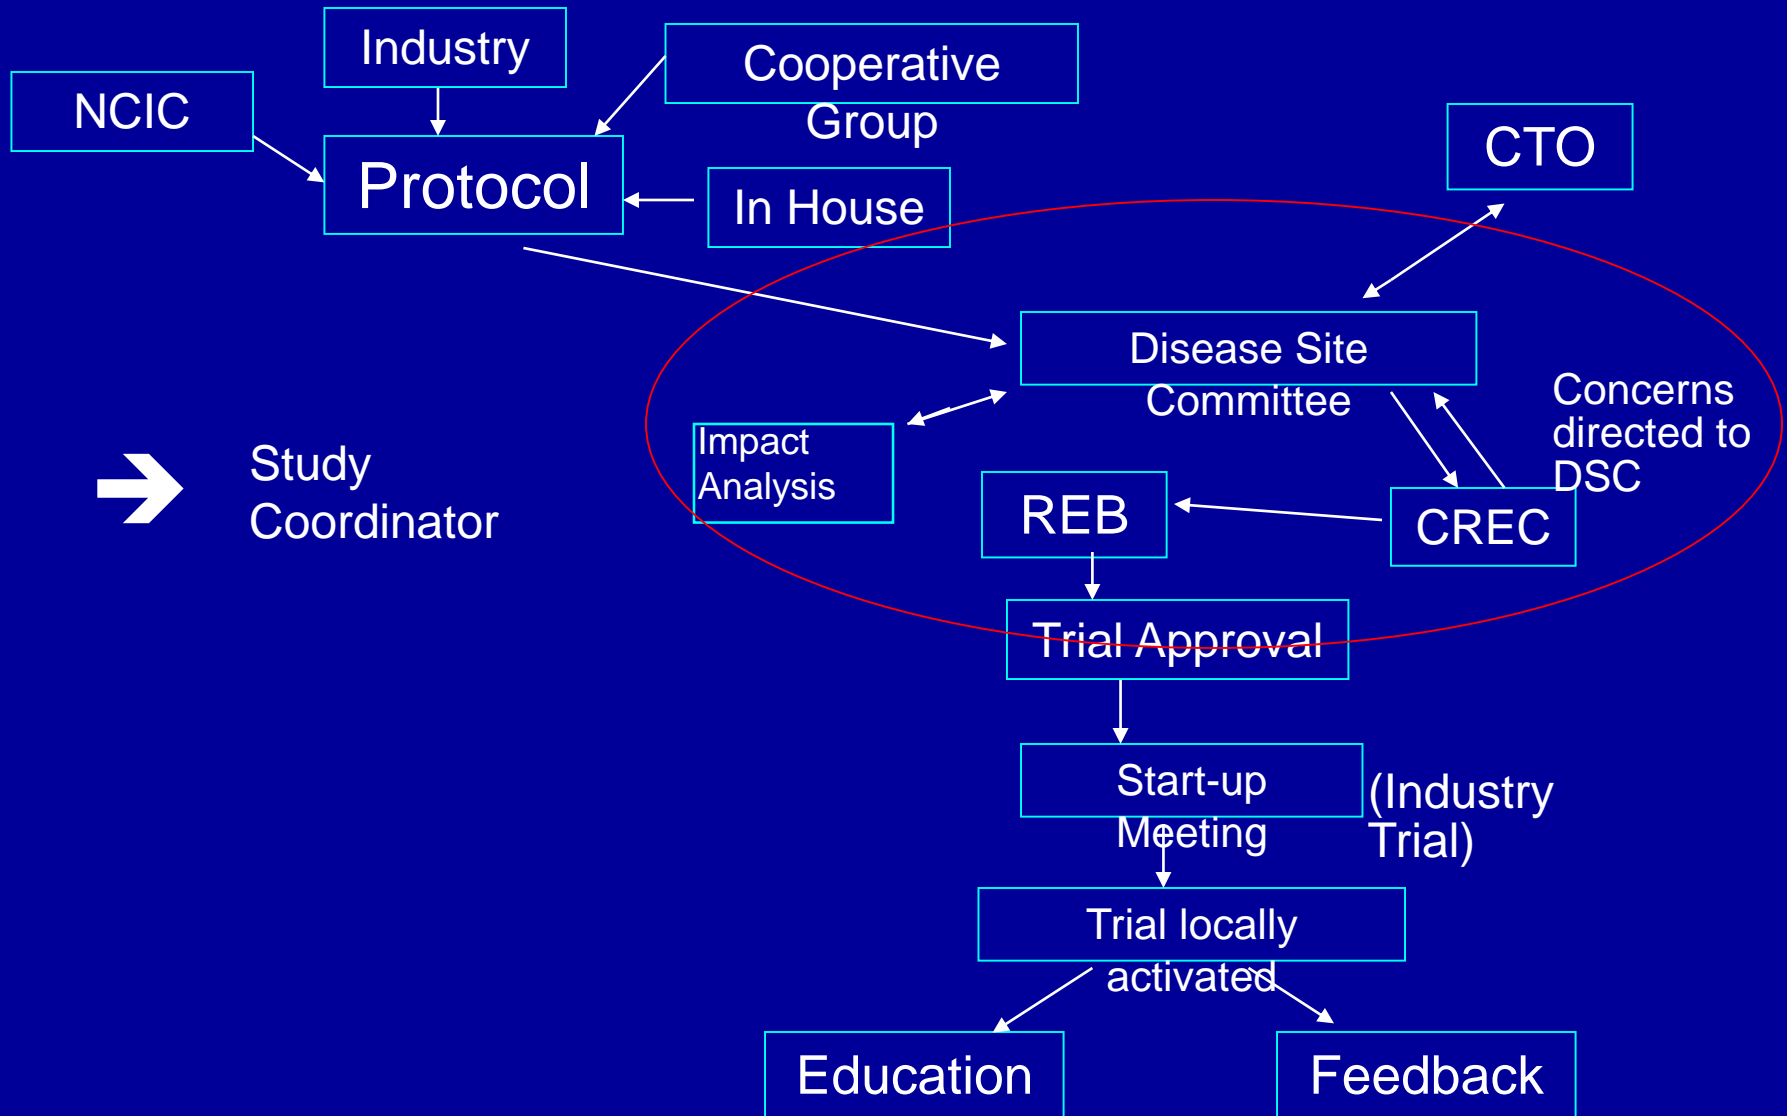 Industry
Cooperative
Group
NCIC
CTO
Protocol
In House
Disease Site
Committee
Concerns
directed to
DSC
Impact
Analysis
Study
Coordinator
REB
CREC
Trial Approval
Start-up
Meeting
(Industry
Trial)
Trial locally
activated
Education
Feedback